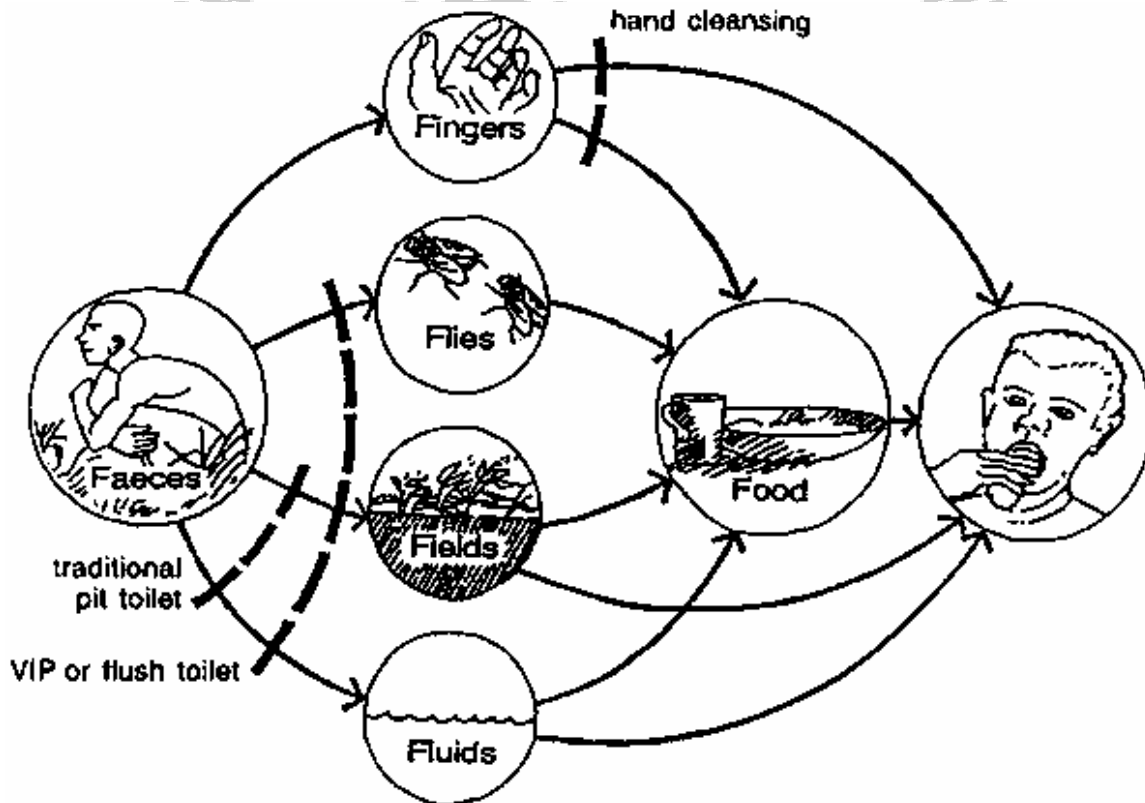 hand cleansing
Fingers
Flies
Faeces
Food
Fields
traditional
pit toilet
VIP or flush toilet
Fluids